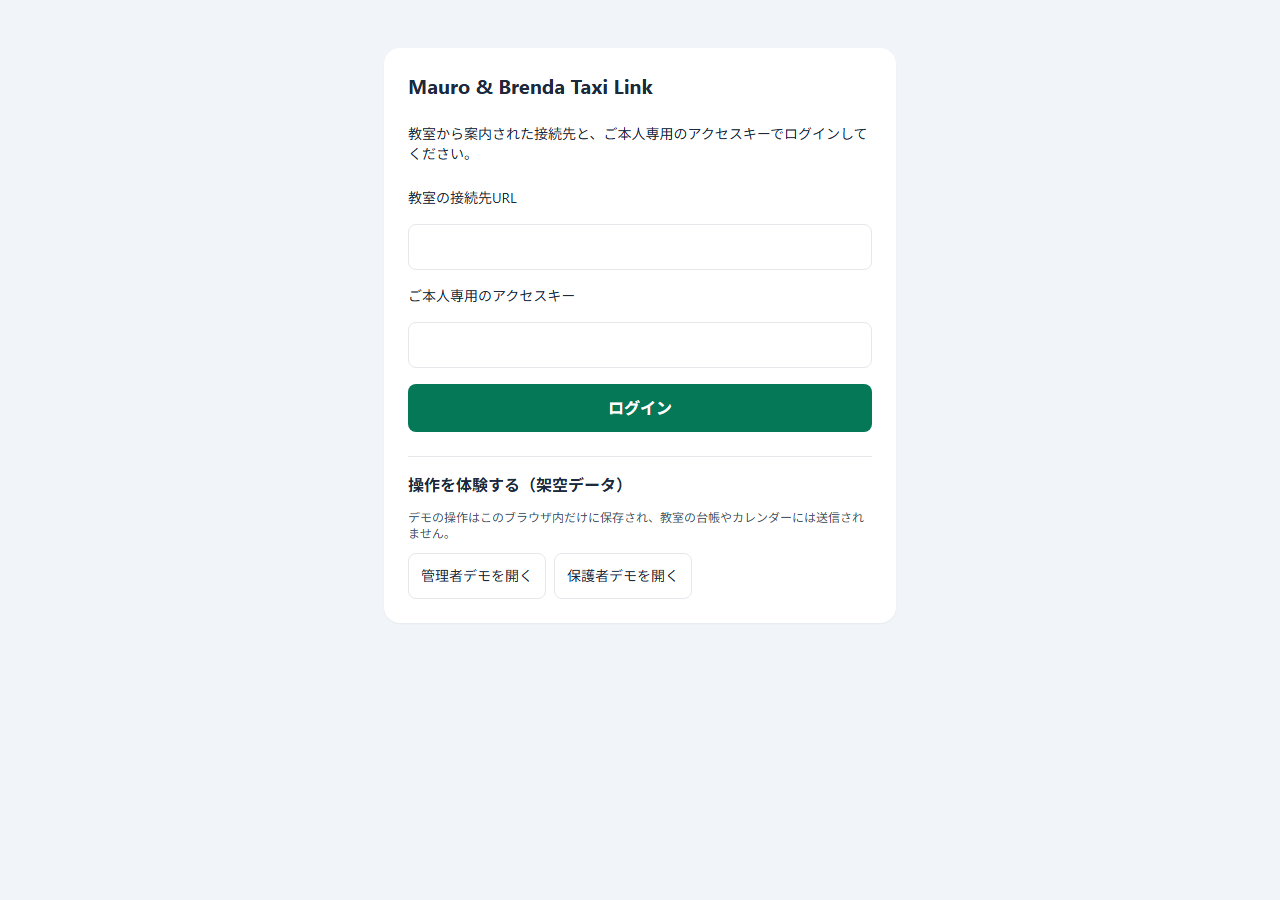 Mauro & Brenda Taxi Link
教室から案内された接続先と、ご本人専用のアクセスキーでログインして
ください。
教室の接続先URL
ご本人専用のアクセスキー
ログイン
操作を体験する（架空データ）
デモの操作はこのブラウザ内だけに保存され、教室の台帳やカレンダーには送信され
ません。
管理者デモを開く
保護者デモを開く